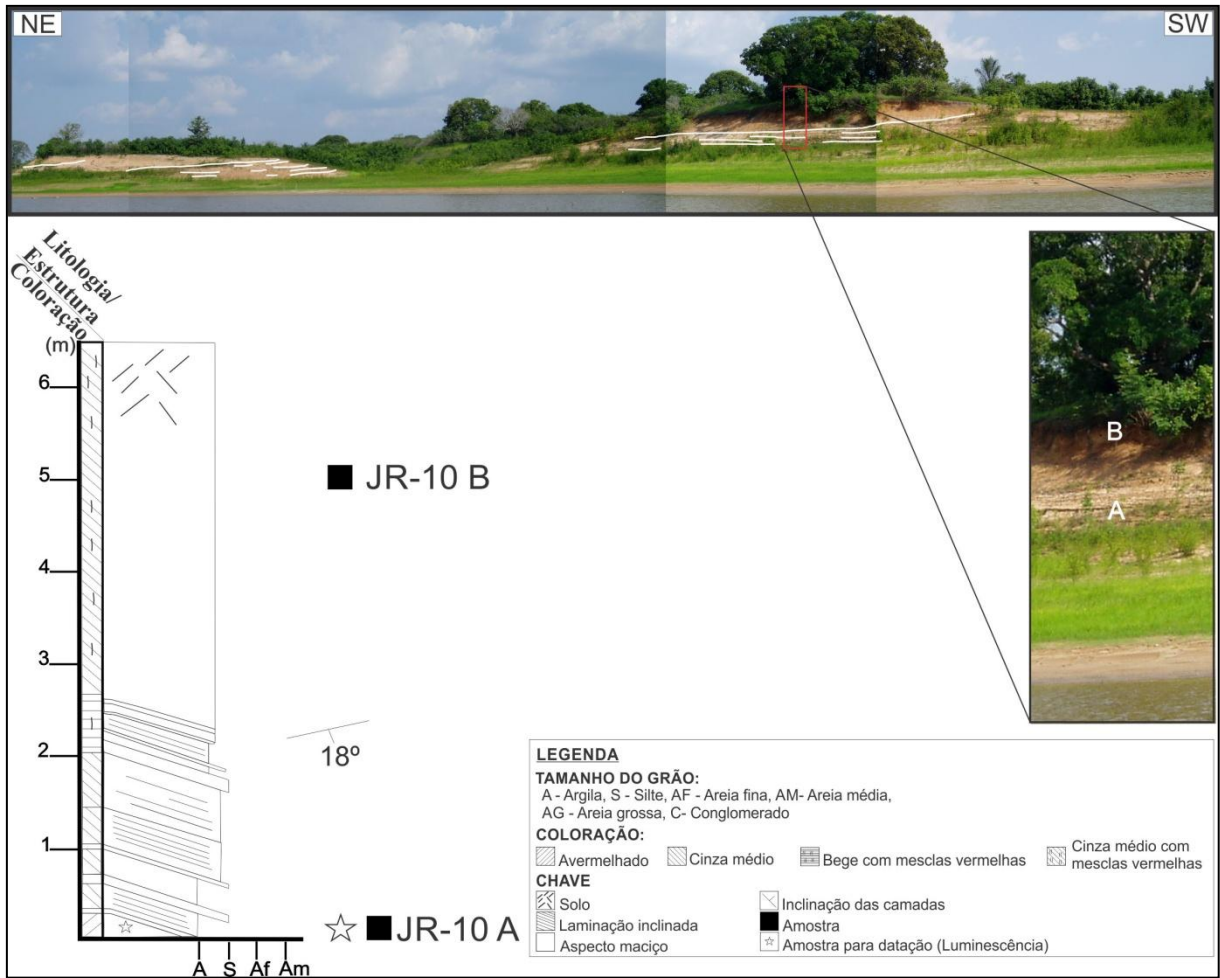 NE
SW
Litologia/
Estrutura
Coloração
(m)
6
5
4
3
2
1
A S Af Am
JR-10 B
18º
JR-10 A
B
A
LEGENDA
TAMANHO DO GRÃO:
A - Argila, S - Silte, AF - Areia fina, AM- Areia média,
AG - Areia grossa, C- Conglomerado
COLORAÇÃO:
Avermelhado
Cinza médio
Bege com mesclas vermelhas
Cinza médio com
mesclas vermelhas
CHAVE
Solo
Inclinação das camadas
Laminação inclinada
Amostra
Aspecto maciço
Amostra para datação (Luminescência)